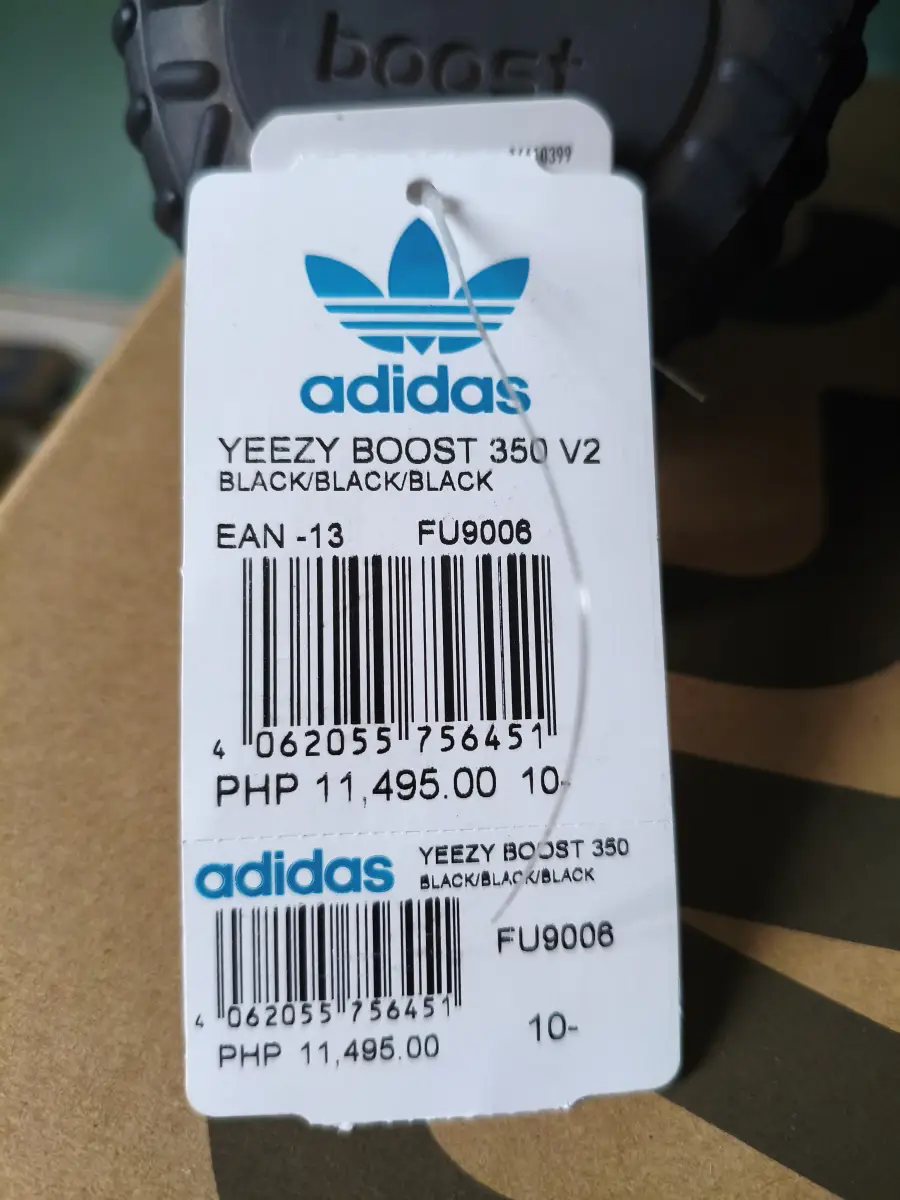 boost
adidas
YEEZY BOOST 350 V2
BLACK/BLACK/BLACK
EAN -13 FU9006
4 062055 756451
PHP 11,495.00 10-
adidas YEEZY BOOST 350
BLACK/BLACK/BLACK
FU9006
4 062055 756451
10-
PHP 11,495.00